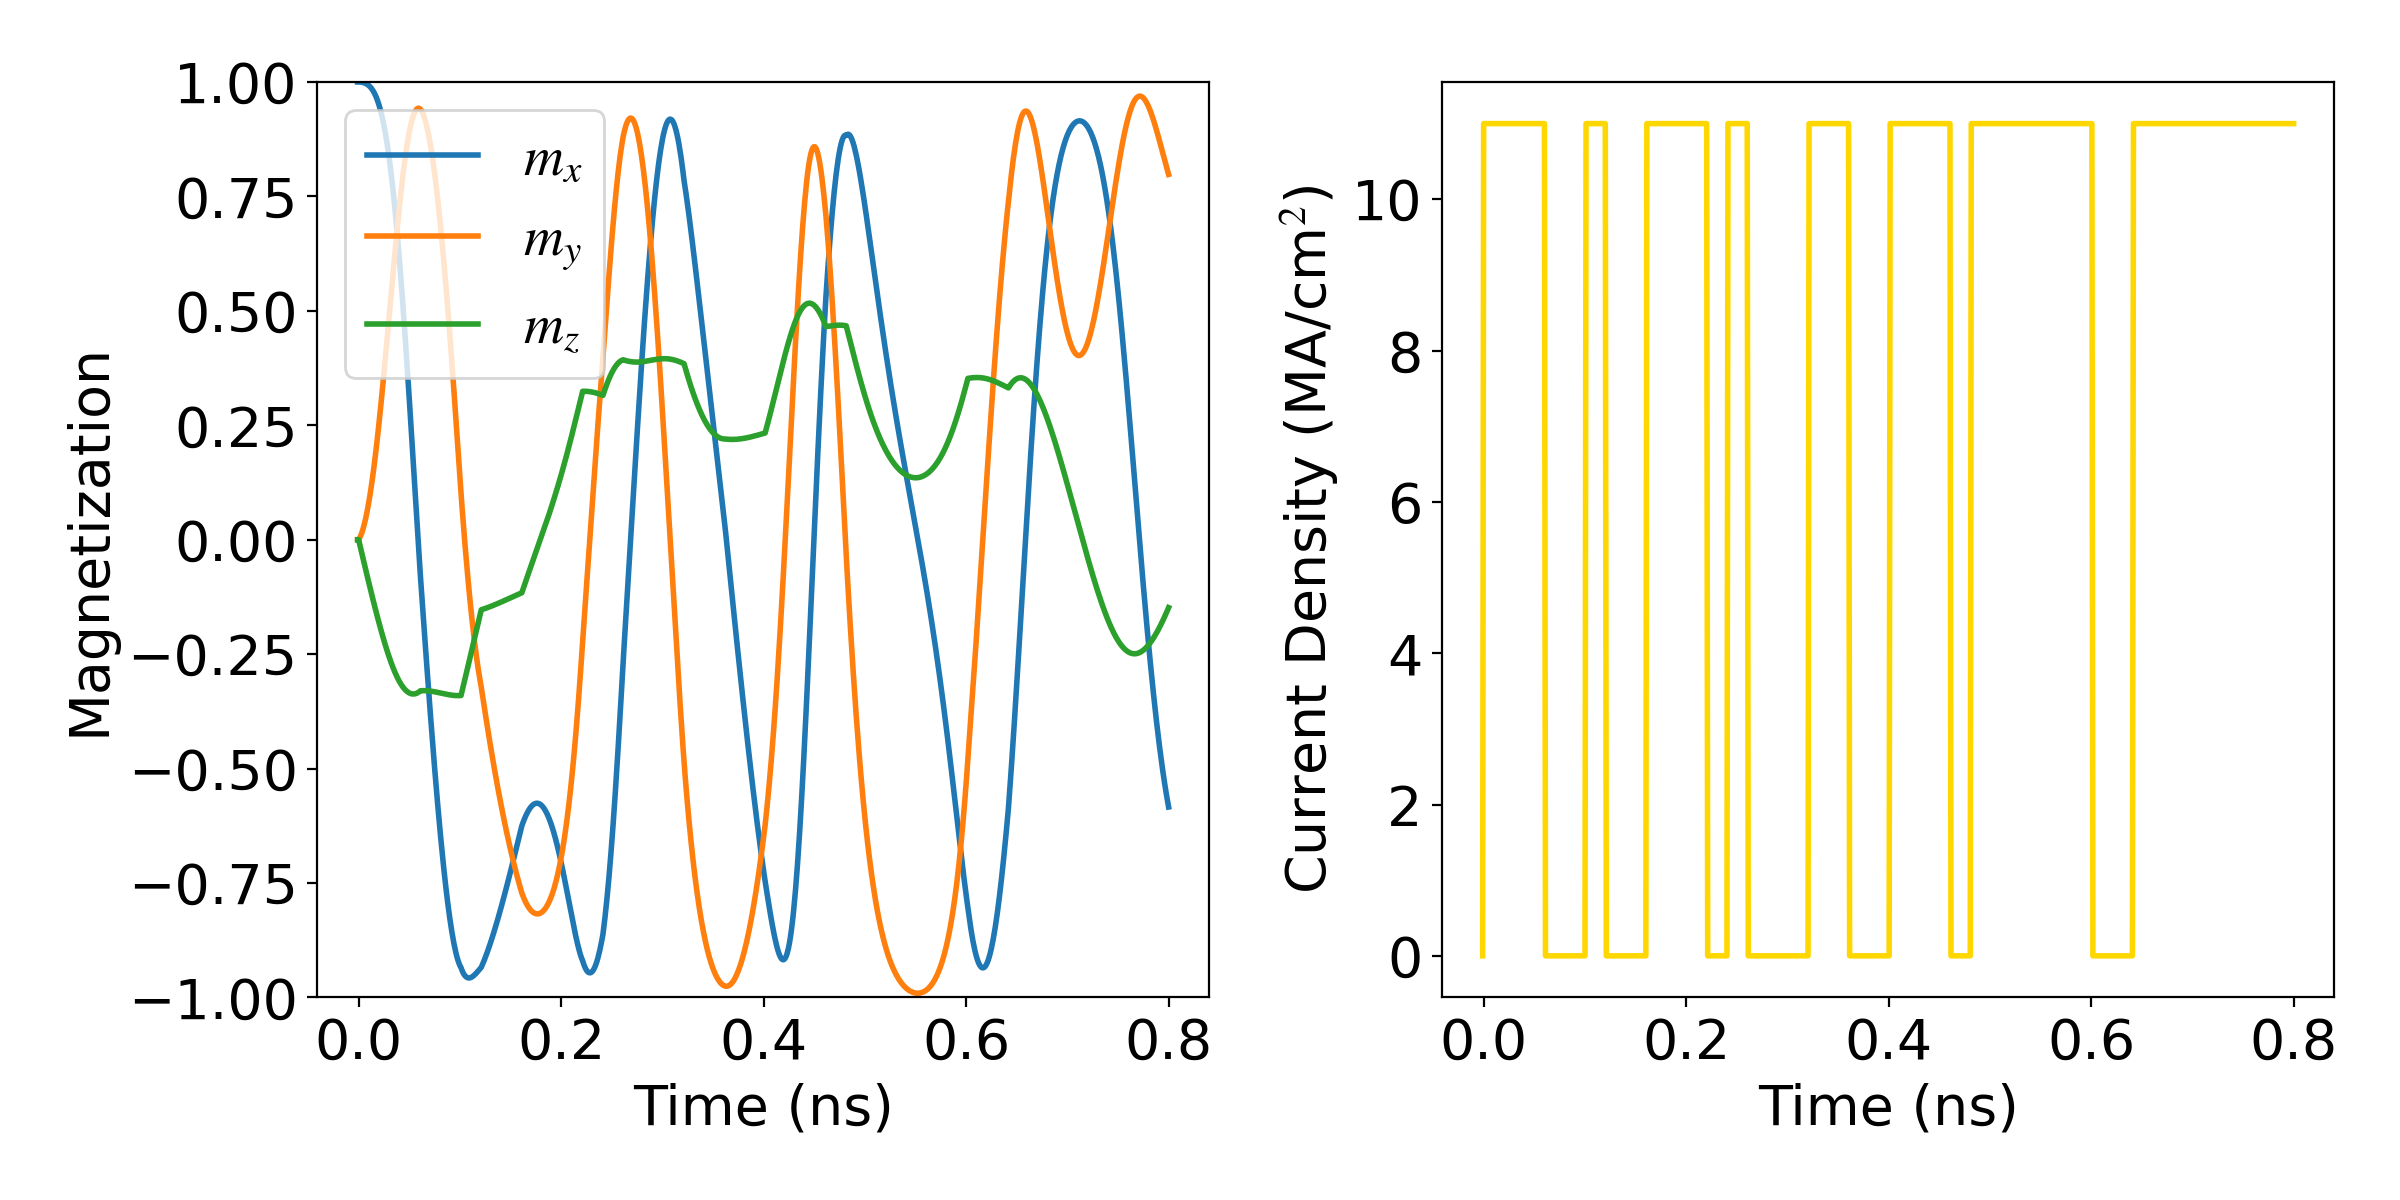 1.00
0.75
0.50
0.25
0.00
−0.25
−0.50
−0.75
−1.00
Magnetization
m_x
m_y
m_z
0.0 0.2 0.4 0.6 0.8
Time (ns)
10
8
6
4
2
0
Current Density (MA/cm²)
0.0 0.2 0.4 0.6 0.8
Time (ns)